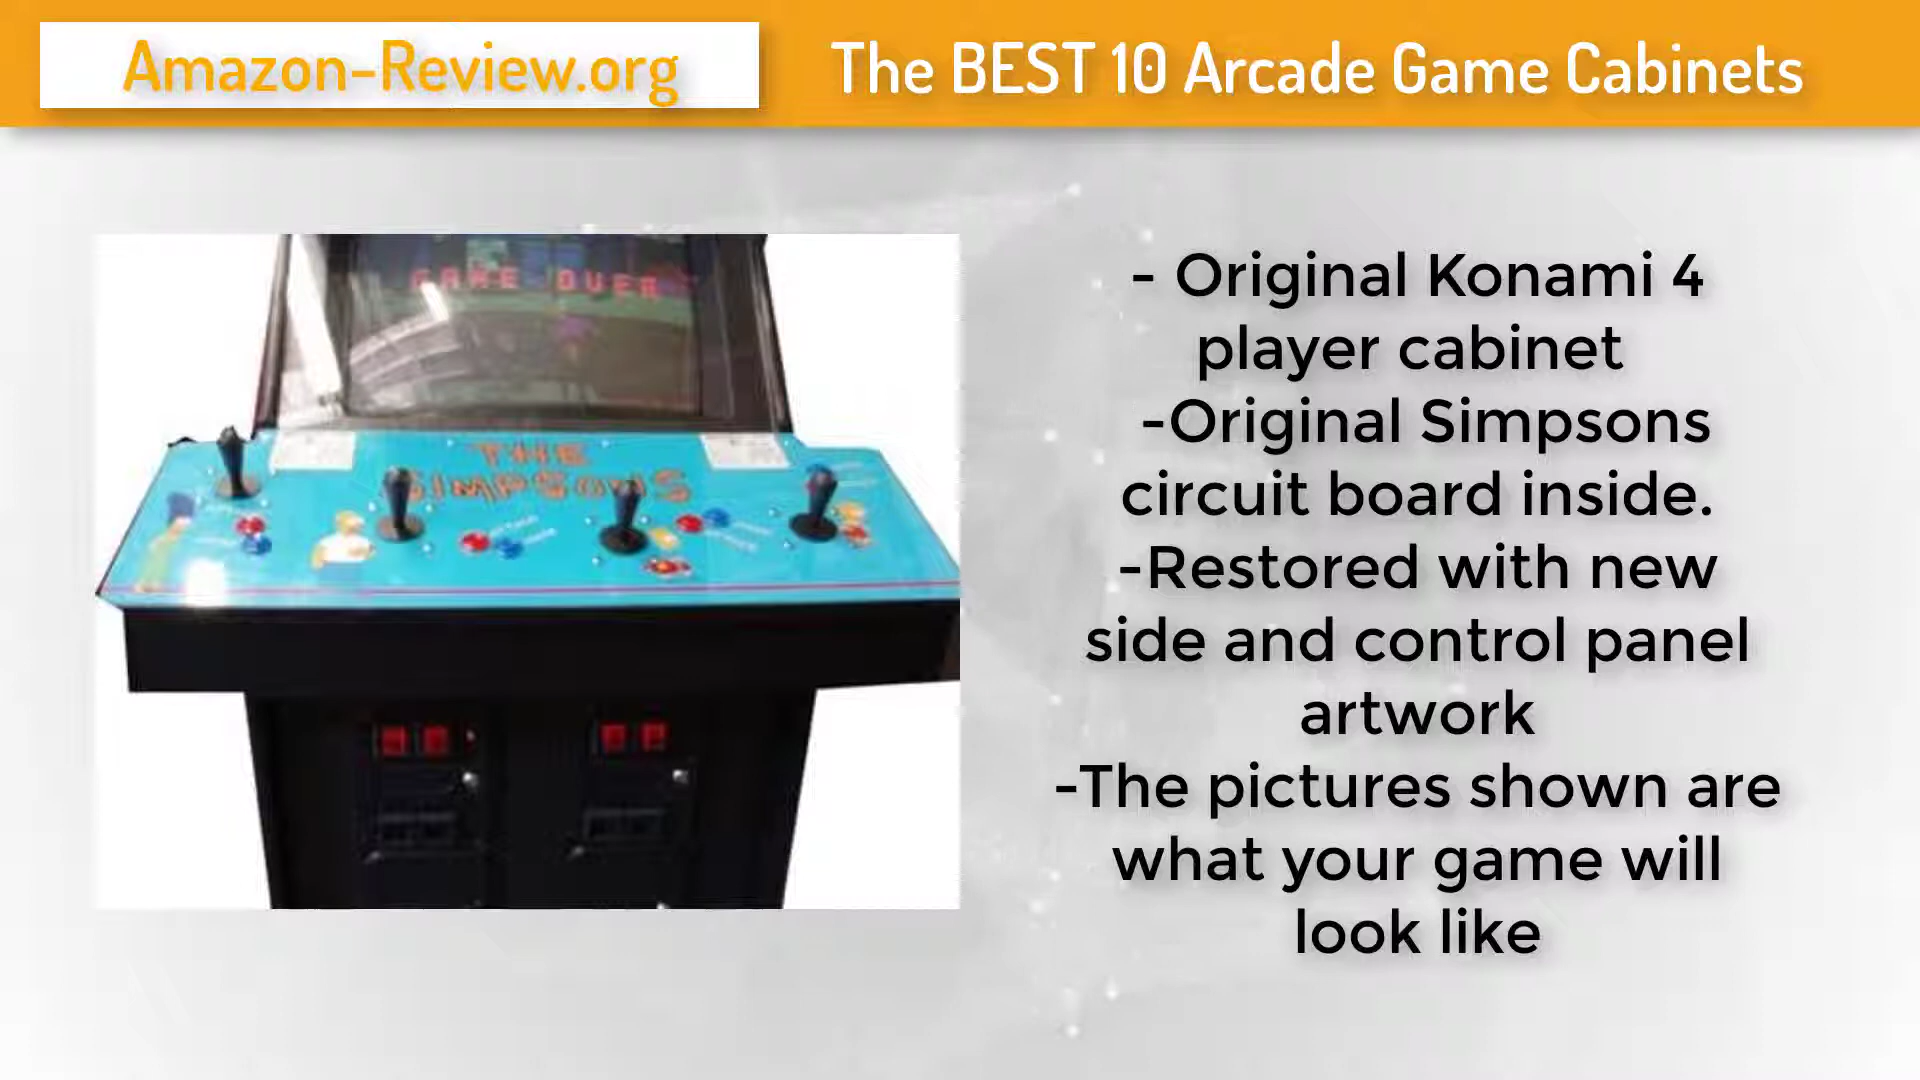 Amazon-Review.org
The BEST 10 Arcade Game Cabinets
GAME OVER
THE
SIMPSONS
- Original Konami 4
player cabinet
-Original Simpsons
circuit board inside.
-Restored with new
side and control panel
artwork
-The pictures shown are
what your game will
look like